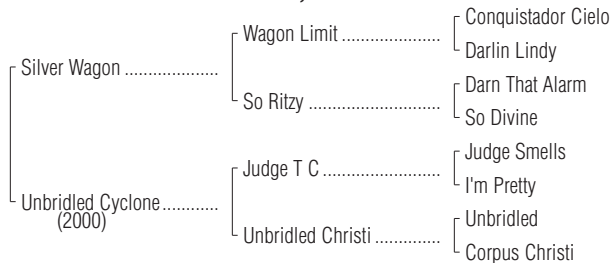 Conquistador Cielo
Wagon Limit ..................
Darlin Lindy
Silver Wagon ....................
Darn That Alarm
So Ritzy ............................
So Divine
Judge Smells
Judge T C .........................
I'm Pretty
Unbridled Cyclone............
(2000)
Unbridled
Unbridled Christi ..............
Corpus Christi